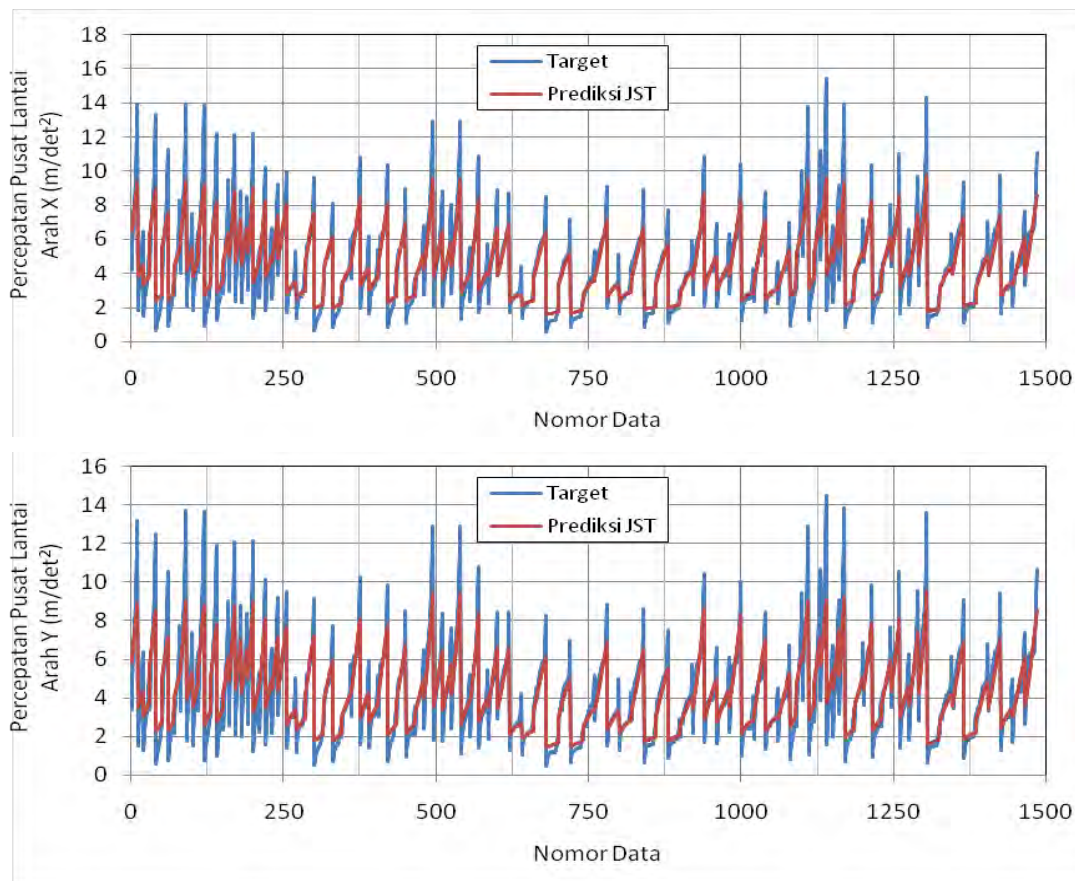 18
16
14
12
10
8
6
4
2
0
Percepatan Pusat Lantai
Arah X (m/det²)
Target
Prediksi JST
0 250 500 750 1000 1250 1500
Nomor Data
16
14
12
10
8
6
4
2
0
Percepatan Pusat Lantai
Arah Y (m/det²)
Target
Prediksi JST
0 250 500 750 1000 1250 1500
Nomor Data